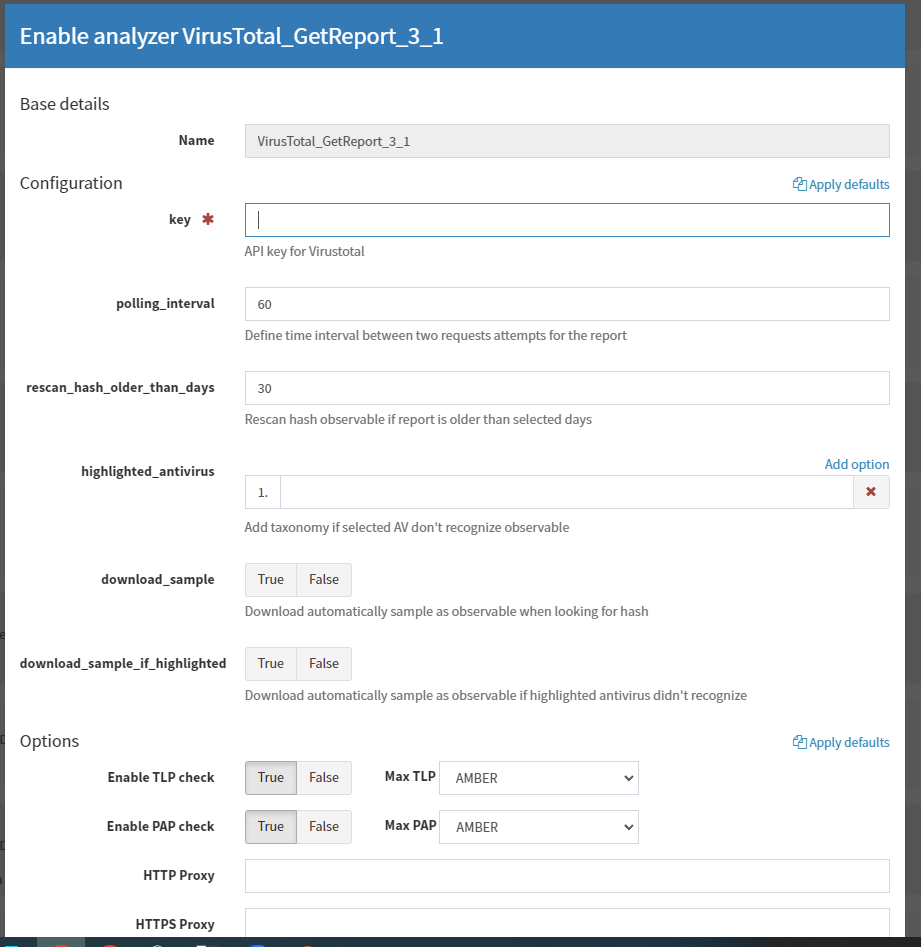 Enable analyzer VirusTotal_GetReport_3_1
Base details
Name
VirusTotal_GetReport_3_1
Configuration
Apply defaults
key
API key for Virustotal
polling_interval
60
Define time interval between two requests attempts for the report
rescan_hash_older_than_days
30
Rescan hash observable if report is older than selected days
highlighted_antivirus
Add option
1.
Add taxonomy if selected AV don't recognize observable
download_sample
True False
Download automatically sample as observable when looking for hash
download_sample_if_highlighted
True False
Download automatically sample as observable if highlighted antivirus didn't recognize
Options
Apply defaults
Enable TLP check True False Max TLP AMBER
Enable PAP check True False Max PAP AMBER
HTTP Proxy
HTTPS Proxy